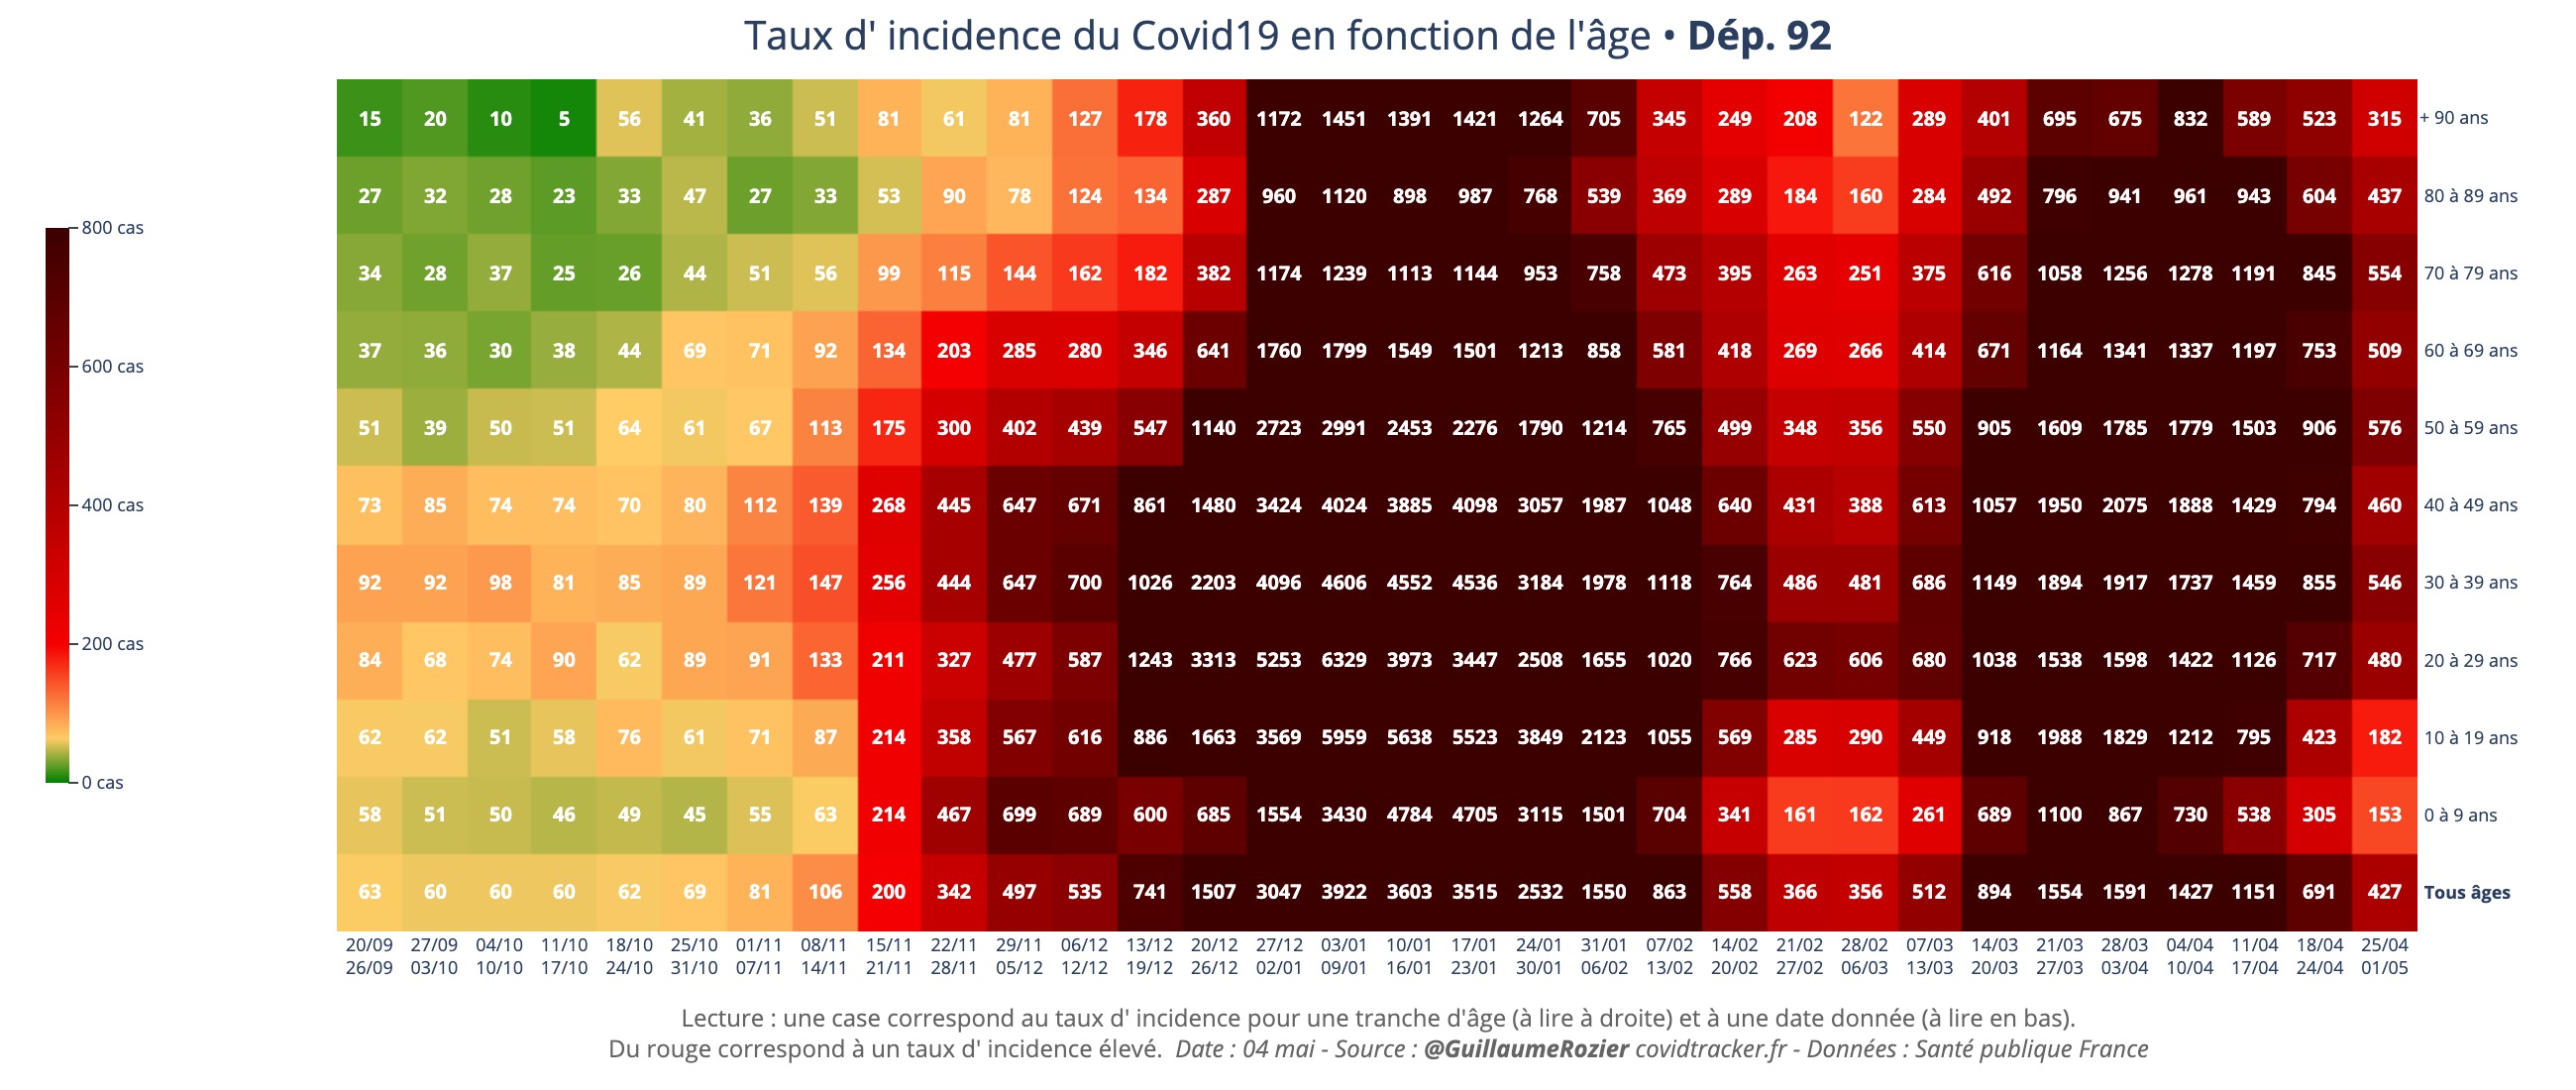 Taux d' incidence du Covid19 en fonction de l'âge • Dép. 92
15 20 10 5 56 41 36 51 81 61 81 127 178 360 1172 1451 1391 1421 1264 705 345 249 208 122 289 401 695 675 832 589 523 315 + 90 ans
27 32 28 23 33 47 27 33 53 90 78 124 134 287 960 1120 898 987 768 539 369 289 184 160 284 492 796 941 961 943 604 437 80 à 89 ans
800 cas
34 28 37 25 26 44 51 56 99 115 144 162 182 382 1174 1239 1113 1144 953 758 473 395 263 251 375 616 1058 1256 1278 1191 845 554 70 à 79 ans
37 36 30 38 44 69 71 92 134 203 285 280 346 641 1760 1799 1549 1501 1213 858 581 418 269 266 414 671 1164 1341 1337 1197 753 509 60 à 69 ans
600 cas
51 39 50 51 64 61 67 113 175 300 402 439 547 1140 2723 2991 2453 2276 1790 1214 765 499 348 356 550 905 1609 1785 1779 1503 906 576 50 à 59 ans
400 cas
73 85 74 74 70 80 112 139 268 445 647 671 861 1480 3424 4024 3885 4098 3057 1987 1048 640 431 388 613 1057 1950 2075 1888 1429 794 460 40 à 49 ans
92 92 98 81 85 89 121 147 256 444 647 700 1026 2203 4096 4606 4552 4536 3184 1978 1118 764 486 481 686 1149 1894 1917 1737 1459 855 546 30 à 39 ans
200 cas
84 68 74 90 62 89 91 133 211 327 477 587 1243 3313 5253 6329 3973 3447 2508 1655 1020 766 623 606 680 1038 1538 1598 1422 1126 717 480 20 à 29 ans
62 62 51 58 76 61 71 87 214 358 567 616 886 1663 3569 5959 5638 5523 3849 2123 1055 569 285 290 449 918 1988 1829 1212 795 423 182 10 à 19 ans
0 cas
58 51 50 46 49 45 55 63 214 467 699 689 600 685 1554 3430 4784 4705 3115 1501 704 341 161 162 261 689 1100 867 730 538 305 153 0 à 9 ans
63 60 60 60 62 69 81 106 200 342 497 535 741 1507 3047 3922 3603 3515 2532 1550 863 558 366 356 512 894 1554 1591 1427 1151 691 427 Tous âges
20/09 27/09 04/10 11/10 18/10 25/10 01/11 08/11 15/11 22/11 29/11 06/12 13/12 20/12 27/12 03/01 10/01 17/01 24/01 31/01 07/02 14/02 21/02 28/02 07/03 14/03 21/03 28/03 04/04 11/04 18/04 25/04
26/09 03/10 10/10 17/10 24/10 31/10 07/11 14/11 21/11 28/11 05/12 12/12 19/12 26/12 02/01 09/01 16/01 23/01 30/01 06/02 13/02 20/02 27/02 06/03 13/03 20/03 27/03 03/04 10/04 17/04 24/04 01/05
Lecture : une case correspond au taux d' incidence pour une tranche d'âge (à lire à droite) et à une date donnée (à lire en bas).
Du rouge correspond à un taux d' incidence élevé. Date : 04 mai - Source : @GuillaumeRozier covidtracker.fr - Données : Santé publique France